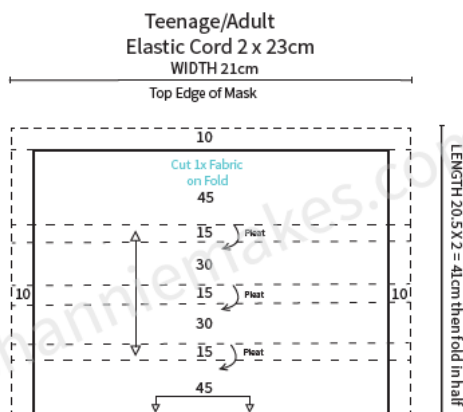 Teenage/Adult
Elastic Cord 2 x 23cm
WIDTH 21cm
Top Edge of Mask
10
Cut 1x Fabric
on Fold
45
15 Pleat
30
10 15 Pleat 10
30
15 Pleat
45
LENGTH 20.5 X 2 = 41cm then fold in half
nanniemakes.com